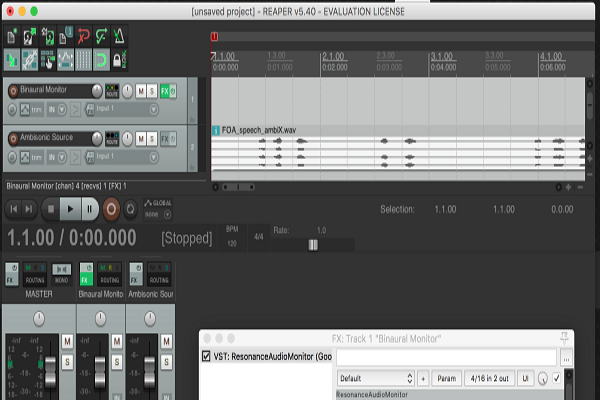 [unsaved project] - REAPER v5.40 - EVALUATION LICENSE
1
1.1.00 1.3.00 2.1.00 2.3.00 3.1.00 3.3.00 4.1.00
0:00.000 0:01.000 0:02.000 0:03.000 0:04.000 0:05.000 0:06.000
Binaural Monitor ROUTE M S FX 1
trim IN Input 1
FOA_speech_ambiX.wav
Ambisonic Source ROUTE M S FX 2
trim IN Input 1
Binaural Monitor [chan] 4 [recvs] 1 [FX] 1
GLOBAL
none
Selection: 1.1.00 1.1.00 0.0.00
1.1.00 / 0:00.000 [Stopped] BPM 120 4/4 Rate: 1.0
FX ROUTING MONO FX ROUTING FX ROUTING
MASTER Binaural Monito Ambisonic Sour
FX: Track 1 "Binaural Monitor"
-inf -inf M -inf M -inf M
S S S
VST: ResonanceAudioMonitor (Goo
Default + Param 4/16 in 2 out UI
ResonanceAudioMonitor